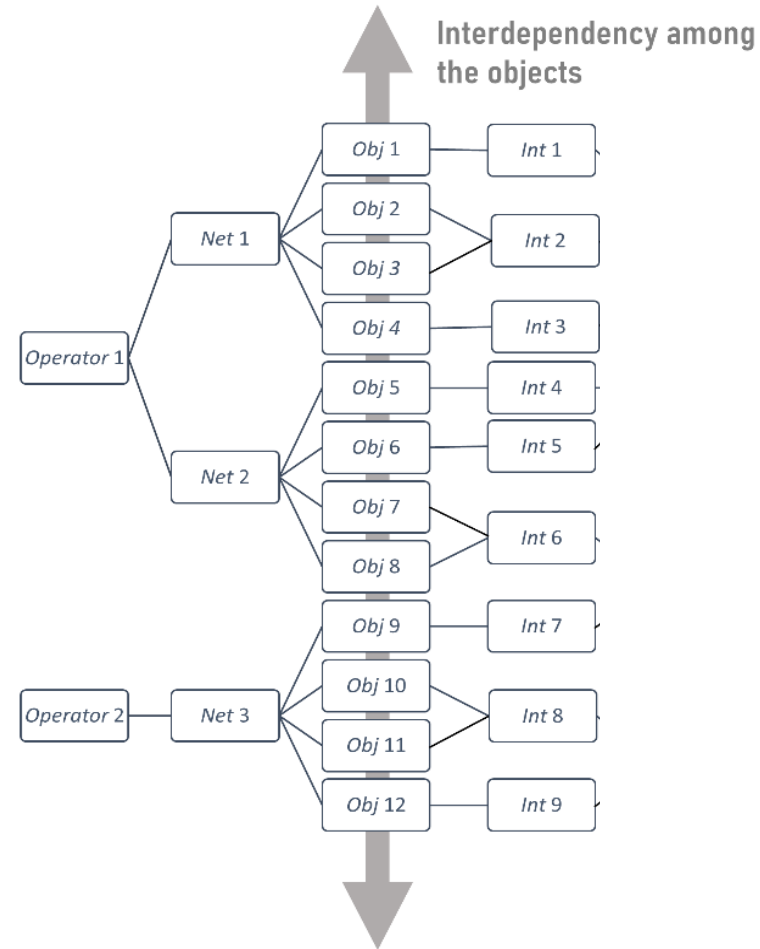 Interdependency among
the objects
Obj 1
Int 1
Obj 2
Net 1
Int 2
Obj 3
Obj 4
Int 3
Operator 1
Obj 5
Int 4
Obj 6
Int 5
Net 2
Obj 7
Int 6
Obj 8
Obj 9
Int 7
Obj 10
Operator 2
Net 3
Int 8
Obj 11
Obj 12
Int 9